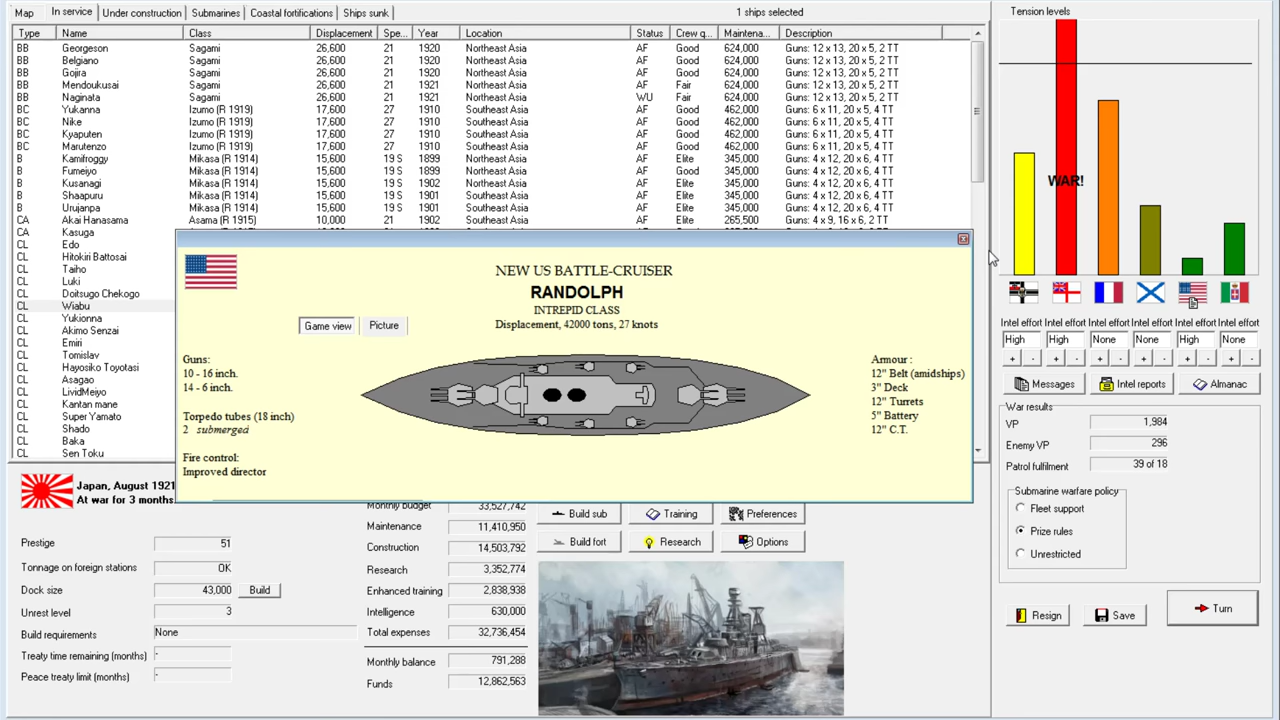 Map In service Under construction Submarines Coastal fortifications Ships sunk 1 ships selected
Type Name Class Displacement Spe... Year Location Status Crew q... Maintena... Description
BB Georgeson Sagami 26,600 21 1920 Northeast Asia AF Good 624,000 Guns: 12 x 13, 20 x 5, 2 TT
BB Belgiano Sagami 26,600 21 1920 Northeast Asia AF Good 624,000 Guns: 12 x 13, 20 x 5, 2 TT
BB Gojira Sagami 26,600 21 1920 Northeast Asia AF Good 624,000 Guns: 12 x 13, 20 x 5, 2 TT
BB Mendoukusai Sagami 26,600 21 1921 Northeast Asia AF Fair 624,000 Guns: 12 x 13, 20 x 5, 2 TT
BB Naginata Sagami 26,600 21 1921 Northeast Asia WU Fair 624,000 Guns: 12 x 13, 20 x 5, 2 TT
BC Yukanna Izumo (R 1919) 17,600 27 1910 Southeast Asia AF Good 462,000 Guns: 6 x 11, 20 x 5, 4 TT
BC Nike Izumo (R 1919) 17,600 27 1910 Southeast Asia AF Good 462,000 Guns: 6 x 11, 20 x 5, 4 TT
BC Kyaputen Izumo (R 1919) 17,600 27 1910 Southeast Asia AF Good 462,000 Guns: 6 x 11, 20 x 5, 4 TT
BC Marutenzo Izumo (R 1919) 17,600 27 1910 Southeast Asia AF Good 462,000 Guns: 6 x 11, 20 x 5, 4 TT
B Kamifroggy Mikasa (R 1914) 15,600 19 S 1899 Northeast Asia AF Elite 345,000 Guns: 4 x 12, 20 x 6, 4 TT
B Fumeiyo Mikasa (R 1914) 15,600 19 S 1899 Northeast Asia AF Good 345,000 Guns: 4 x 12, 20 x 6, 4 TT
B Kusanagi Mikasa (R 1914) 15,600 19 S 1901 Northeast Asia AF Elite 345,000 Guns: 4 x 12, 20 x 6, 4 TT
B Shaapuru Mikasa (R 1914) 15,600 19 S 1901 Southeast Asia AF Elite 345,000 Guns: 4 x 12, 20 x 6, 4 TT
B Urujanpa Mikasa (R 1914) 15,600 19 S 1901 Southeast Asia AF Elite 345,000 Guns: 4 x 12, 20 x 6, 4 TT
CA Akai Hanasama Asama (R 1915) 10,000 21 1902 Southeast Asia AF Elite 265,500 Guns: 4 x 9, 16 x 6, 2 TT
CA Kasuga
CL Edo
CL Hitokiri Battosai
CL Taiho
CL Luki
CL Doitsugo Chekogo
CL Wiabu
CL Yukionna
CL Akimo Senzai
CL Emiri
CL Tomislav
CL Hayosiko Toyotasi
CL Asagao
CL LividMeiyo
CL Kantan mare
CL Super Yamato
CL Shado
CL Baka
CL Sen Toku
NEW US BATTLE-CRUISER
RANDOLPH
INTREPID CLASS
Displacement, 42000 tons, 27 knots
Game view Picture
Guns:
10 - 16 inch.
14 - 6 inch.
Torpedo tubes (18 inch)
2 submerged
Fire control:
Improved director
Armour :
12" Belt (amidships)
3" Deck
12" Turrets
5" Battery
12" C.T.
Tension levels
WAR!
Intel effort Intel effort Intel effort Intel effort Intel effort Intel effort
High High None None High None
+ - + - + - + - + - + -
Messages Intel reports Almanac
War results
VP 1,984
Enemy VP 296
Patrol fulfilment 39 of 18
Submarine warfare policy
Fleet support
Prize rules
Unrestricted
Resign Save Turn
Japan, August 1921
At war for 3 months
Prestige 51
Tonnage on foreign stations OK
Dock size 43,000 Build
Unrest level 3
Build requirements None
Treaty time remaining (months) -
Peace treaty limit (months) -
Monthly budget 33,527,742
Maintenance 11,410,950
Construction 14,503,792
Research 3,352,774
Enhanced training 2,838,938
Intelligence 630,000
Total expenses 32,736,454
Monthly balance 791,288
Funds 12,862,563
Build sub Training Preferences
Build fort Research Options